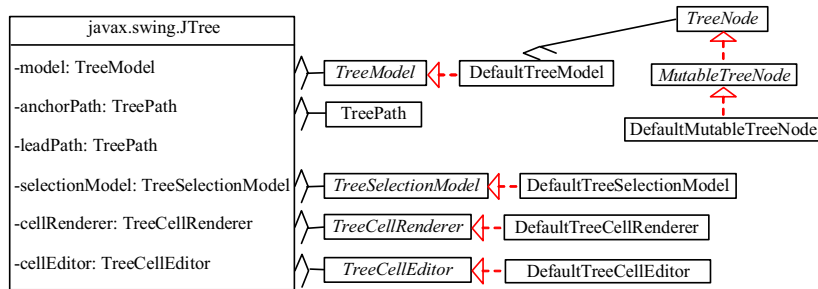 javax.swing.JTree
TreeNode
-model: TreeModel
TreeModel
DefaultTreeModel
MutableTreeNode
-anchorPath: TreePath
TreePath
DefaultMutableTreeNode
-leadPath: TreePath
-selectionModel: TreeSelectionModel
TreeSelectionModel
DefaultTreeSelectionModel
-cellRenderer: TreeCellRenderer
TreeCellRenderer
DefaultTreeCellRenderer
-cellEditor: TreeCellEditor
TreeCellEditor
DefaultTreeCellEditor